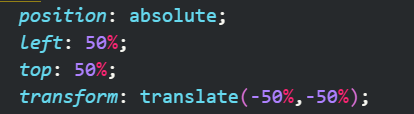 position: absolute;
left: 50%;
top: 50%;
transform: translate(-50%,-50%);